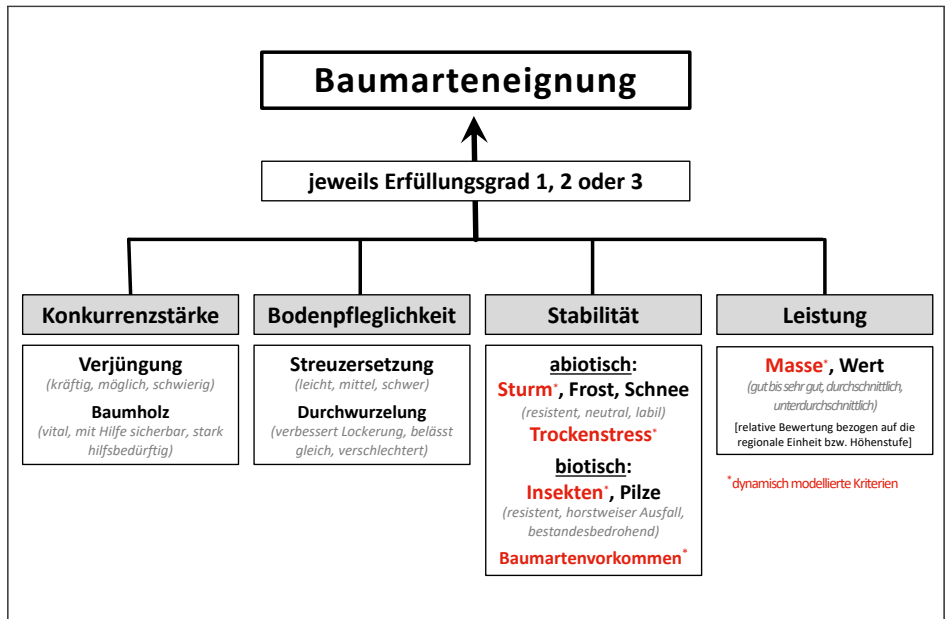 Baumarteneignung
jeweils Erfüllungsgrad 1, 2 oder 3
Konkurrenzstärke
Verjüngung
(kräftig, möglich, schwierig)
Baumholz
(vital, mit Hilfe sicherbar, stark
hilfsbedürftig)
Bodenpfleglichkeit
Streuzersetzung
(leicht, mittel, schwer)
Durchwurzelung
(verbessert Lockerung, belässt
gleich, verschlechtert)
Stabilität
abiotisch:
Sturm*, Frost, Schnee
(resistent, neutral, labil)
Trockenstress*
biotisch:
Insekten*, Pilze
(resistent, horstweiser Ausfall,
bestandesbedrohend)
Baumartenvorkommen*
Leistung
Masse*, Wert
(gut bis sehr gut, durchschnittlich,
unterdurchschnittlich)
[relative Bewertung bezogen auf die
regionale Einheit bzw. Höhenstufe]
*dynamisch modellierte Kriterien